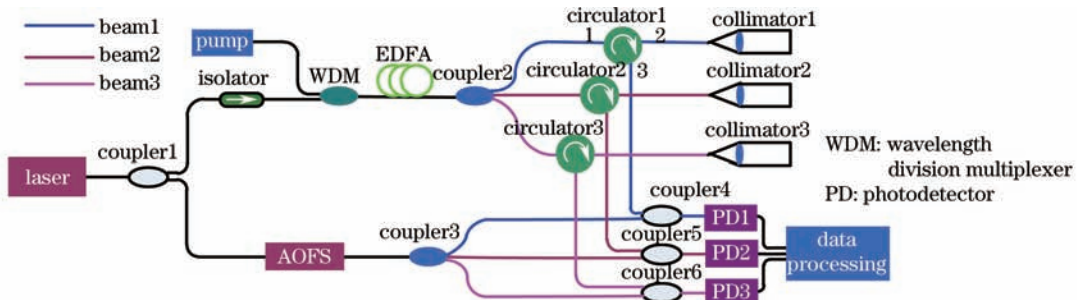 beam1
beam2
beam3
pump
isolator
WDM
EDFA
coupler2
circulator1
1
2
3
circulator2
circulator3
collimator1
collimator2
collimator3
WDM: wavelength
division multiplexer
PD: photodetector
laser
coupler1
AOFS
coupler3
coupler4
coupler5
coupler6
PD1
PD2
PD3
data
processing